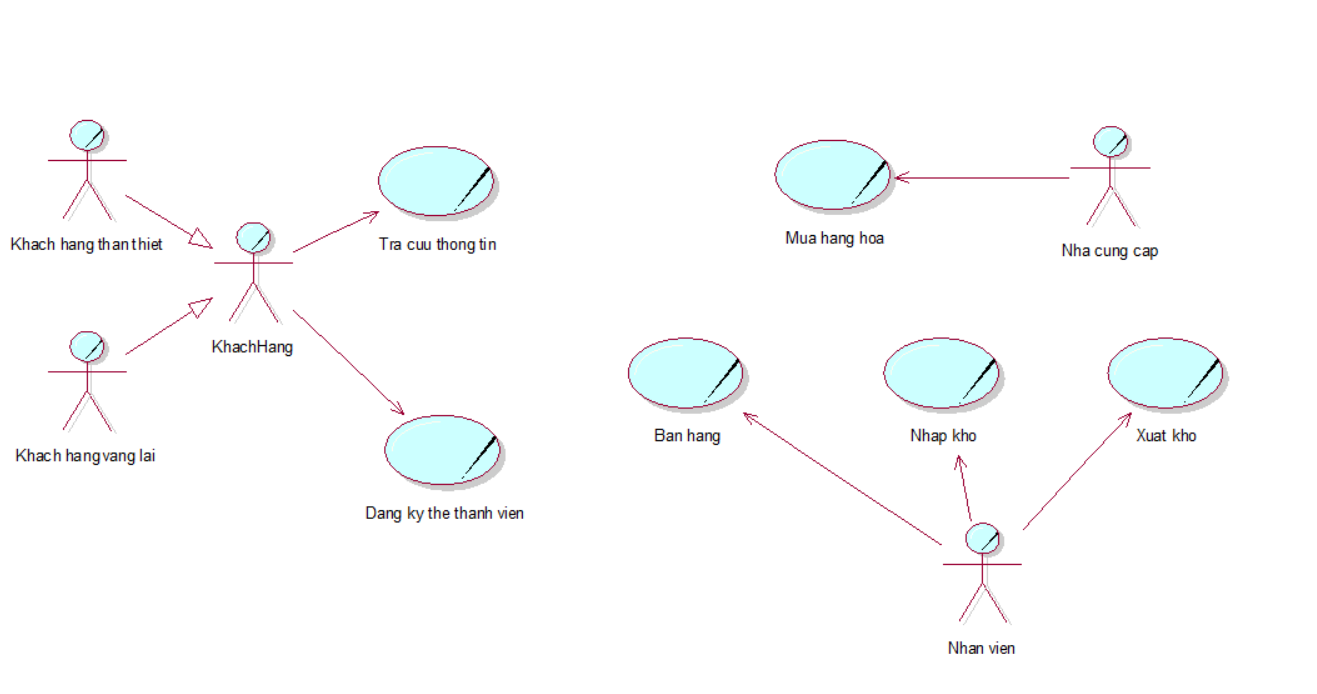 Khach hang than thiet
Tra cuu thong tin
Mua hang hoa
Nha cung cap
KhachHang
Khach hang vang lai
Ban hang
Nhap kho
Xuat kho
Dang ky the thanh vien
Nhan vien